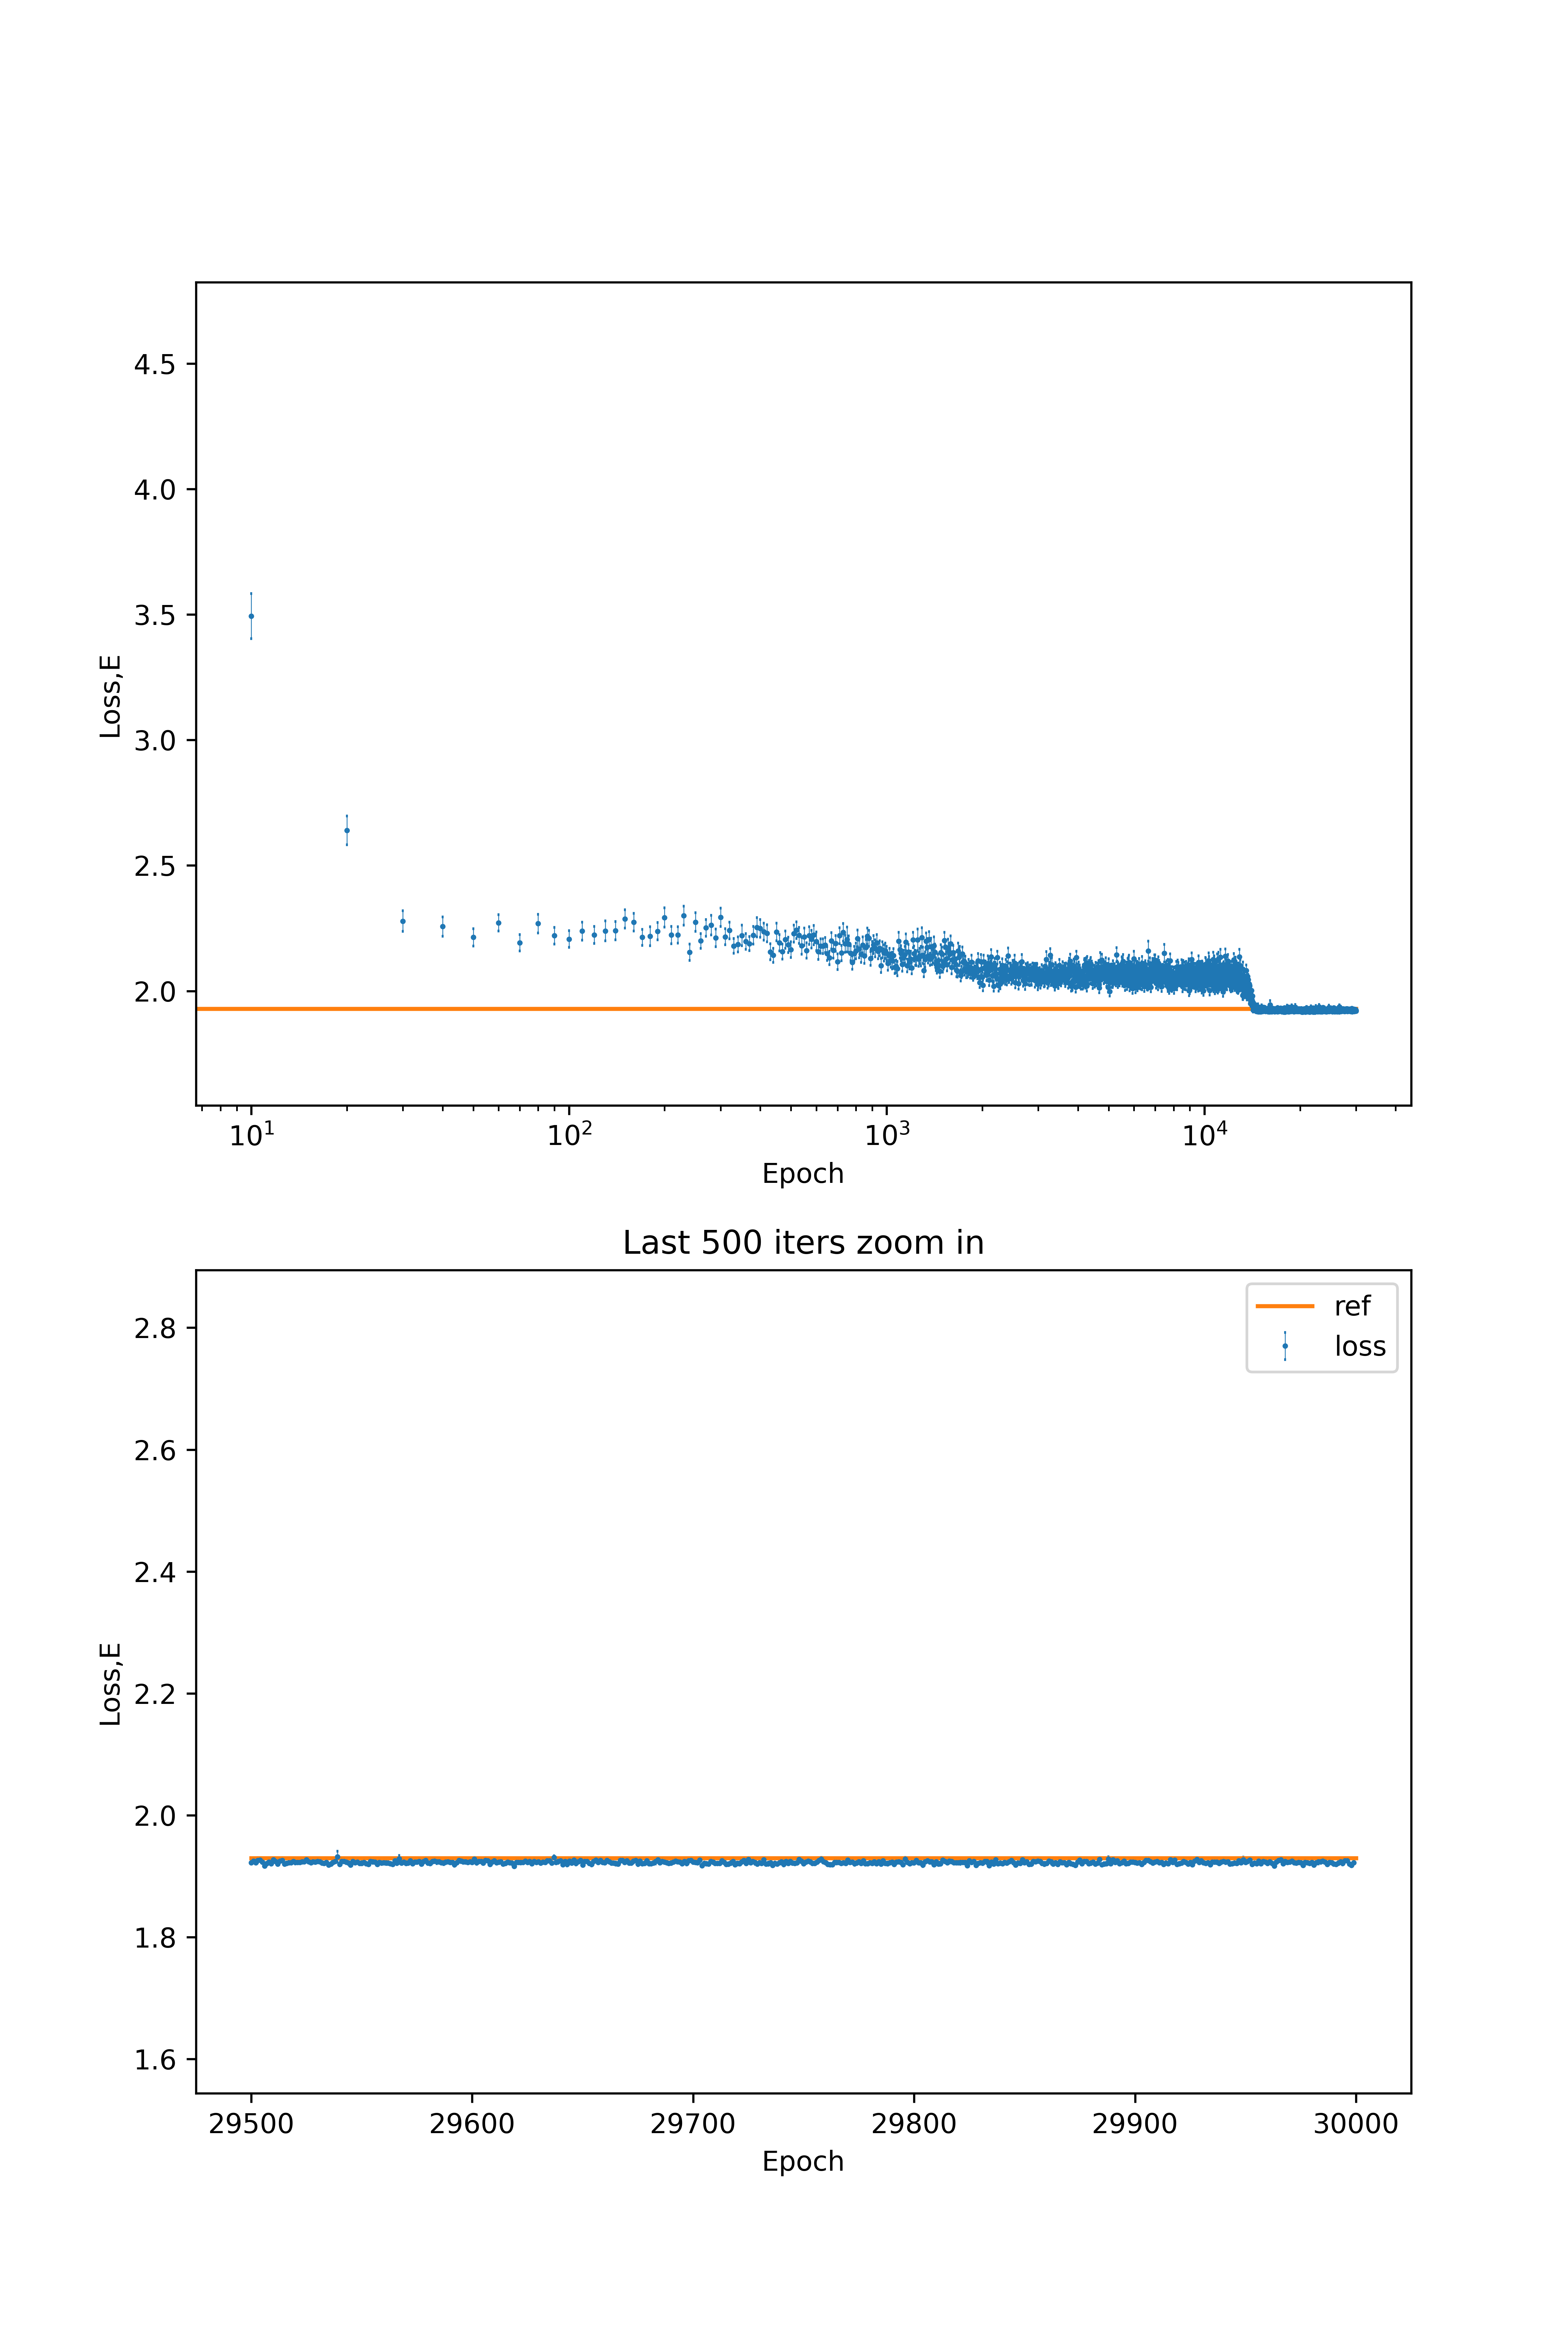 4.5
4.0
3.5
3.0
2.5
2.0
Loss,E
10¹ 10² 10³ 10⁴
Epoch
Last 500 iters zoom in
ref
loss
2.8
2.6
2.4
2.2
2.0
1.8
1.6
Loss,E
29500 29600 29700 29800 29900 30000
Epoch